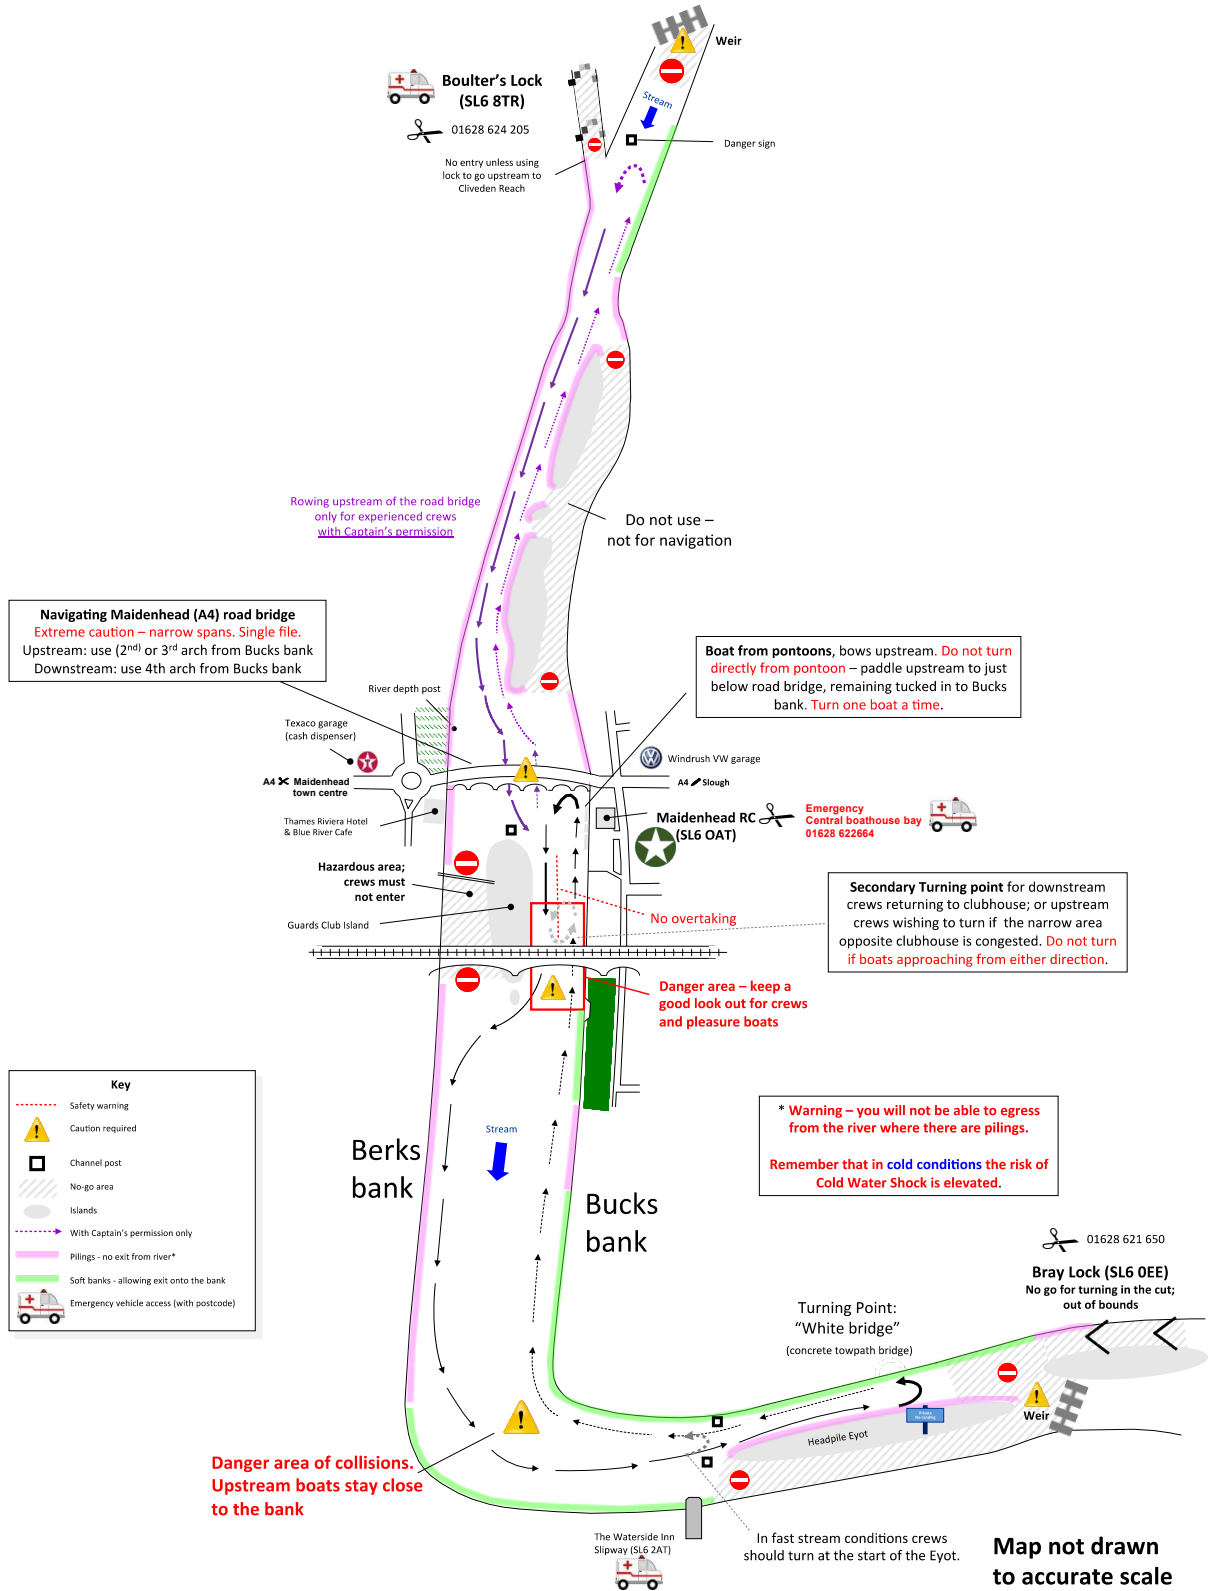 Weir
Boulter's Lock
(SL6 8TR)
01628 624 205
Stream
Danger sign
No entry unless using
lock to go upstream to
Cliveden Reach
Rowing upstream of the road bridge
only for experienced crews
with Captain's permission
Do not use –
not for navigation
Navigating Maidenhead (A4) road bridge
Extreme caution – narrow spans. Single file.
Upstream: use (2nd) or 3rd arch from Bucks bank
Downstream: use 4th arch from Bucks bank
Boat from pontoons, bows upstream. Do not turn
directly from pontoon – paddle upstream to just
below road bridge, remaining tucked in to Bucks
bank. Turn one boat a time.
River depth post
Texaco garage
(cash dispenser)
Windrush VW garage
A4 Maidenhead
town centre
A4 Slough
Thames Riviera Hotel
& Blue River Cafe
Maidenhead RC
(SL6 OAT)
Emergency
Central boathouse bay
01628 622664
Hazardous area;
crews must
not enter
Guards Club Island
No overtaking
Secondary Turning point for downstream
crews returning to clubhouse; or upstream
crews wishing to turn if the narrow area
opposite clubhouse is congested. Do not turn
if boats approaching from either direction.
Danger area – keep a
good look out for crews
and pleasure boats
Key
Safety warning
Caution required
Channel post
No-go area
Islands
With Captain's permission only
Pilings - no exit from river*
Soft banks - allowing exit onto the bank
Emergency vehicle access (with postcode)
Stream
Berks
bank
Bucks
bank
* Warning – you will not be able to egress
from the river where there are pilings.
Remember that in cold conditions the risk of
Cold Water Shock is elevated.
01628 621 650
Bray Lock (SL6 0EE)
No go for turning in the cut;
out of bounds
Turning Point:
"White bridge"
(concrete towpath bridge)
Weir
Private
No landing
Headpile Eyot
Danger area of collisions.
Upstream boats stay close
to the bank
The Waterside Inn
Slipway (SL6 2AT)
In fast stream conditions crews
should turn at the start of the Eyot.
Map not drawn
to accurate scale